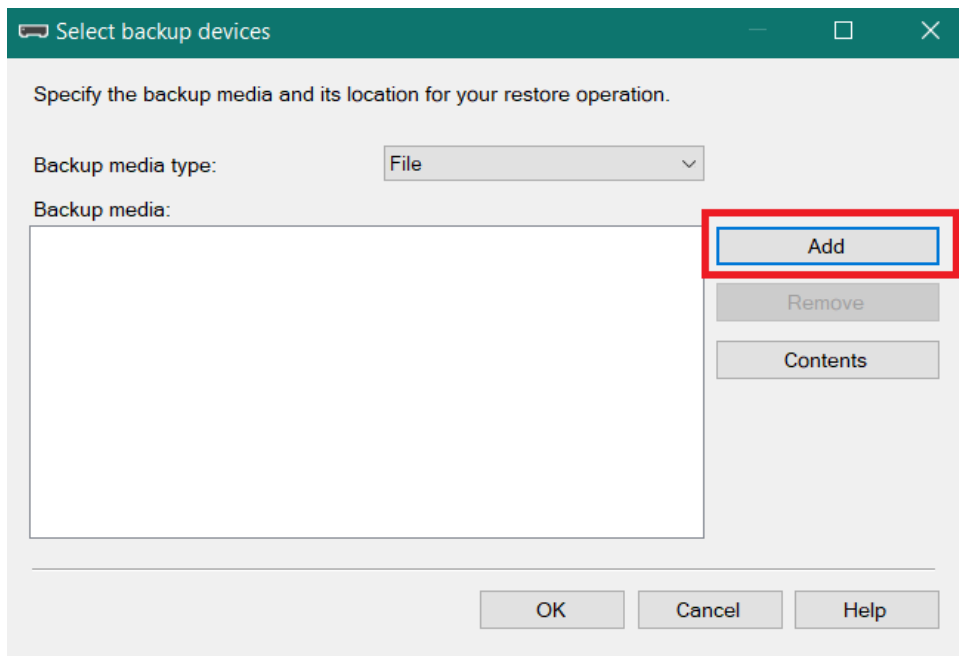 Select backup devices
Specify the backup media and its location for your restore operation.
Backup media type:
File
Backup media:
Add
Remove
Contents
OK
Cancel
Help